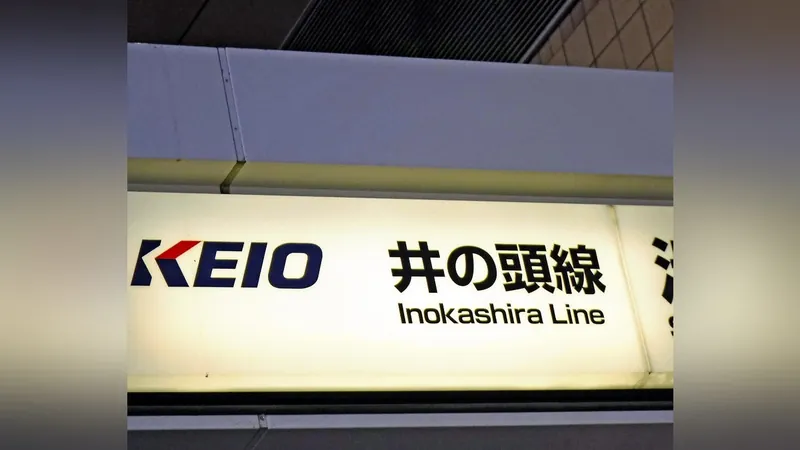 KEIO
井の頭線
Inokashira Line